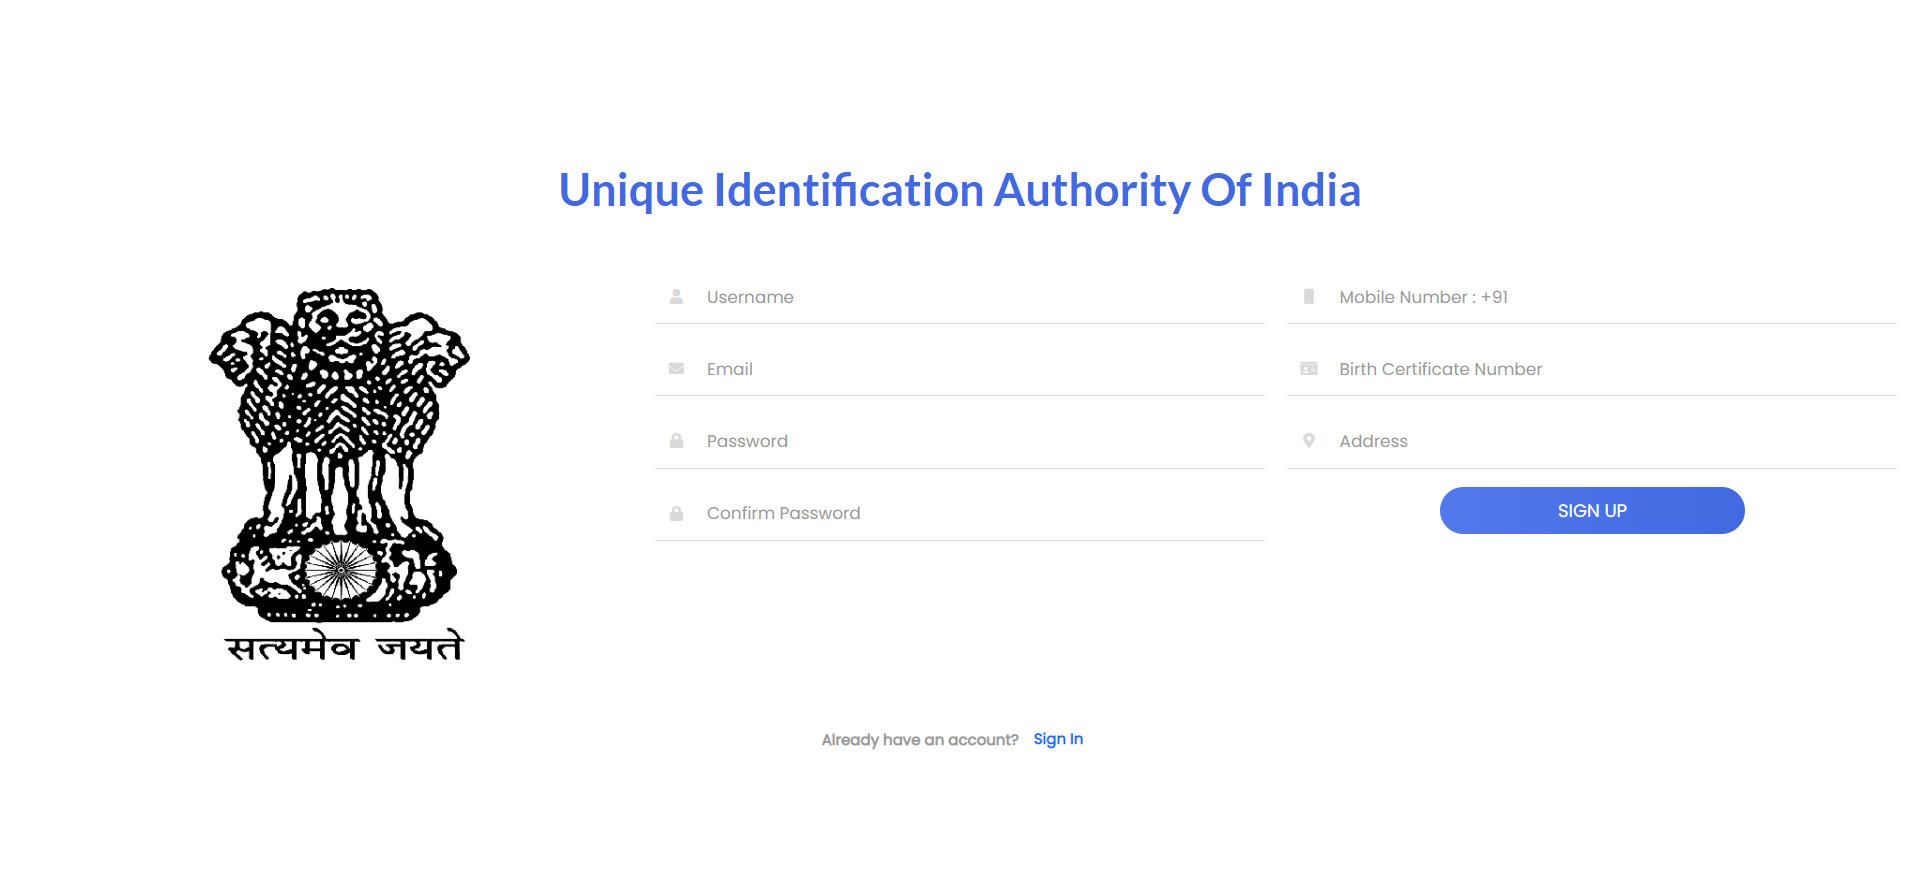 Unique Identification Authority Of India
Username
Mobile Number : +91
Email
Birth Certificate Number
Password
Address
Confirm Password
SIGN UP
सत्यमेव जयते
Already have an account? Sign In